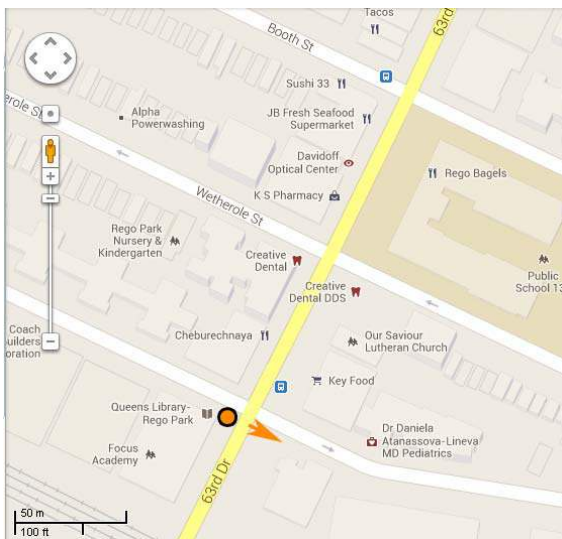 Tacos
63rd
Booth St
Sushi 33
erole St
Alpha
Powerwashing
JB Fresh Seafood
Supermarket
Davidoff
Optical Center
Rego Bagels
K S Pharmacy
Wetherole St
Rego Park
Nursery &
Kindergarten
Creative
Dental
Public
School 13
Creative
Dental DDS
Coach
uilders
oration
Cheburechnaya
Our Saviour
Lutheran Church
Key Food
Queens Library-
Rego Park
Dr Daniela
Atanassova-Lineva
MD Pediatrics
Focus
Academy
63rd Dr
50 m
100 ft